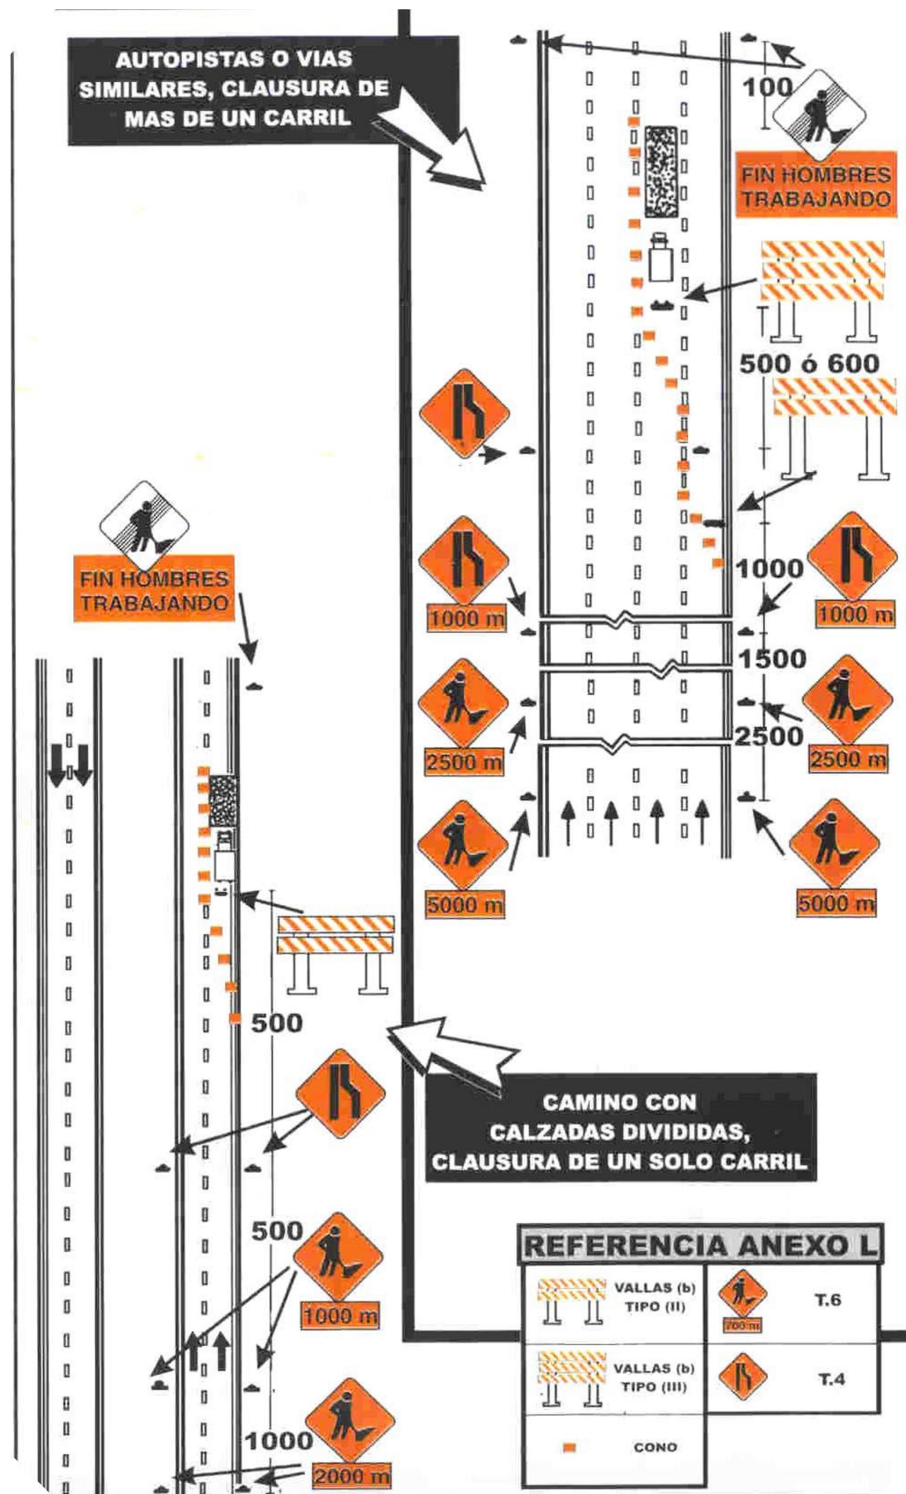 AUTOPISTAS O VIAS
SIMILARES, CLAUSURA DE
MAS DE UN CARRIL
100
FIN HOMBRES
TRABAJANDO
500 ó 600
1000
1000 m
1000 m
1500
2500 m
2500 m
2500
5000 m
5000 m
FIN HOMBRES
TRABAJANDO
500
500
1000 m
1000
2000 m
CAMINO CON
CALZADAS DIVIDIDAS,
CLAUSURA DE UN SOLO CARRIL
REFERENCIA ANEXO L
VALLAS (b)
TIPO (II)
700 m
T.6
VALLAS (b)
TIPO (III)
T.4
CONO